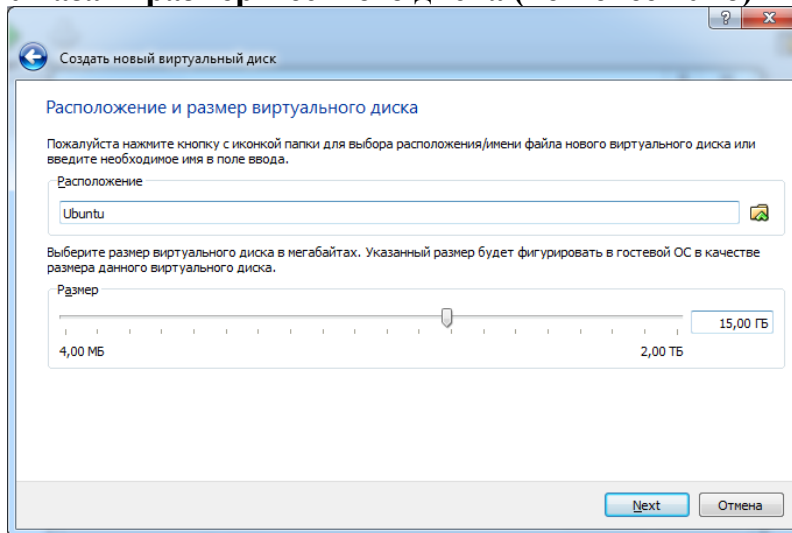 Создать новый виртуальный диск
Расположение и размер виртуального диска
Пожалуйста нажмите кнопку с иконкой папки для выбора расположения/имени файла нового виртуального диска или
введите необходимое имя в поле ввода.
Расположение
Ubuntu
Выберите размер виртуального диска в мегабайтах. Указанный размер будет фигурировать в гостевой ОС в качестве
размера данного виртуального диска.
Размер
15,00 ГБ
4,00 МБ 2,00 ТБ
Next Отмена